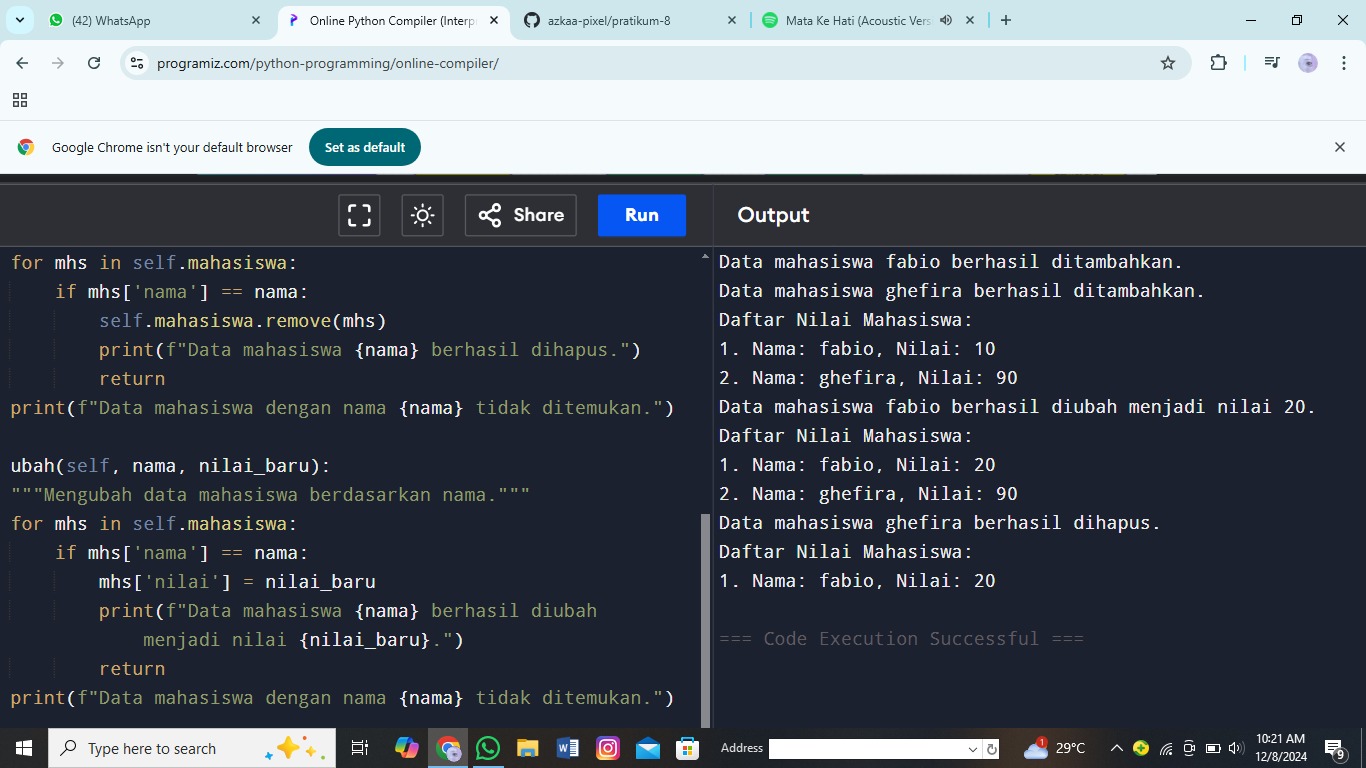 (42) WhatsApp
Online Python Compiler (Interp
azkaa-pixel/pratikum-8
Mata Ke Hati (Acoustic Vers
programiz.com/python-programming/online-compiler/
Google Chrome isn't your default browser
Set as default
Share
Run
Output
for mhs in self.mahasiswa:
if mhs['nama'] == nama:
self.mahasiswa.remove(mhs)
print(f"Data mahasiswa {nama} berhasil dihapus.")
return
print(f"Data mahasiswa dengan nama {nama} tidak ditemukan.")
ubah(self, nama, nilai_baru):
"""Mengubah data mahasiswa berdasarkan nama."""
for mhs in self.mahasiswa:
if mhs['nama'] == nama:
mhs['nilai'] = nilai_baru
print(f"Data mahasiswa {nama} berhasil diubah
menjadi nilai {nilai_baru}.")
return
print(f"Data mahasiswa dengan nama {nama} tidak ditemukan.")
Data mahasiswa fabio berhasil ditambahkan.
Data mahasiswa ghefira berhasil ditambahkan.
Daftar Nilai Mahasiswa:
1. Nama: fabio, Nilai: 10
2. Nama: ghefira, Nilai: 90
Data mahasiswa fabio berhasil diubah menjadi nilai 20.
Daftar Nilai Mahasiswa:
1. Nama: fabio, Nilai: 20
2. Nama: ghefira, Nilai: 90
Data mahasiswa ghefira berhasil dihapus.
Daftar Nilai Mahasiswa:
1. Nama: fabio, Nilai: 20
=== Code Execution Successful ===
Type here to search
Address
1
29°C
10:21 AM
12/8/2024
9